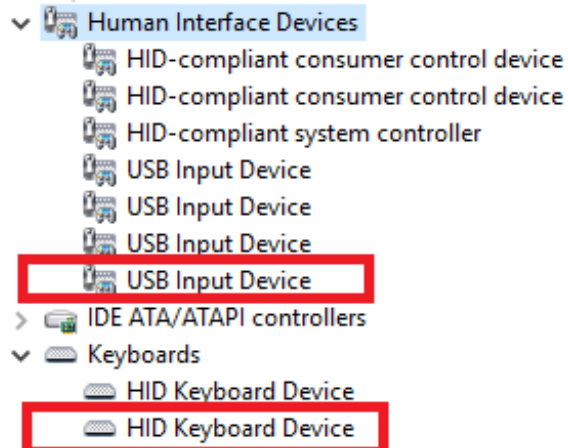 Human Interface Devices
HID-compliant consumer control device
HID-compliant consumer control device
HID-compliant system controller
USB Input Device
USB Input Device
USB Input Device
USB Input Device
IDE ATA/ATAPI controllers
Keyboards
HID Keyboard Device
HID Keyboard Device